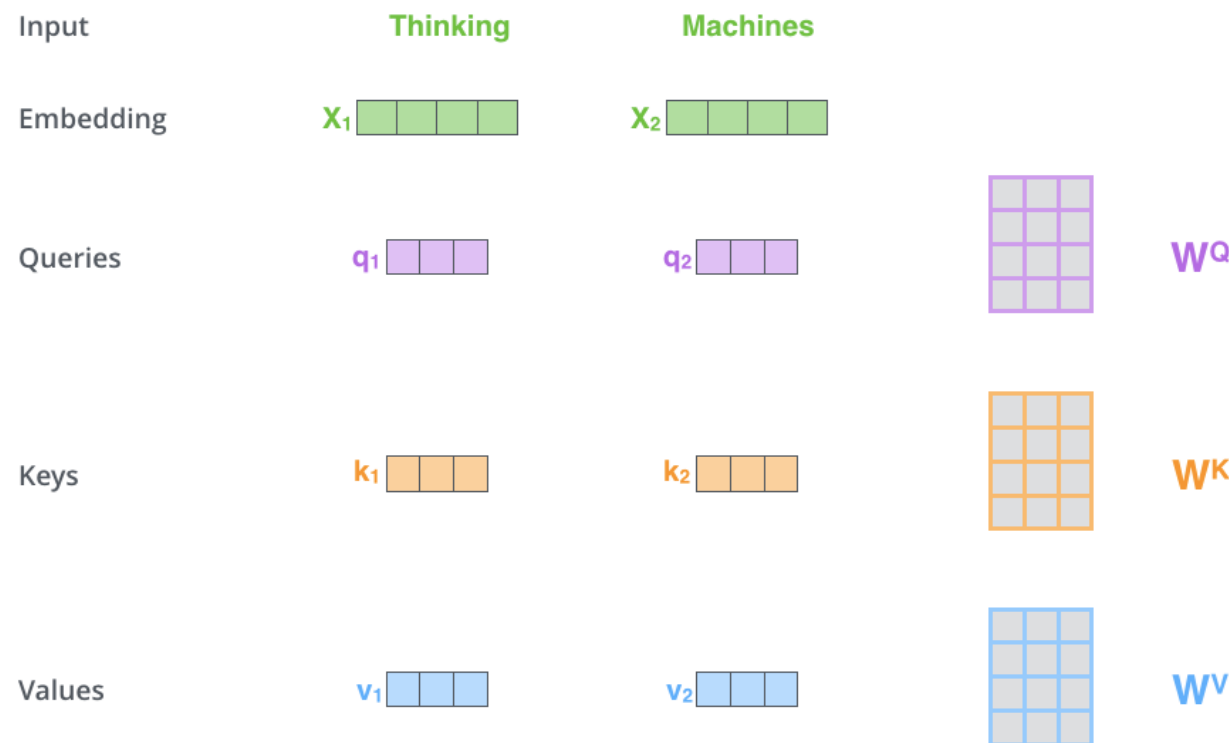 Input Thinking Machines
Embedding X1 X2
Queries q1 q2 WQ
Keys k1 k2 WK
Values v1 v2 WV